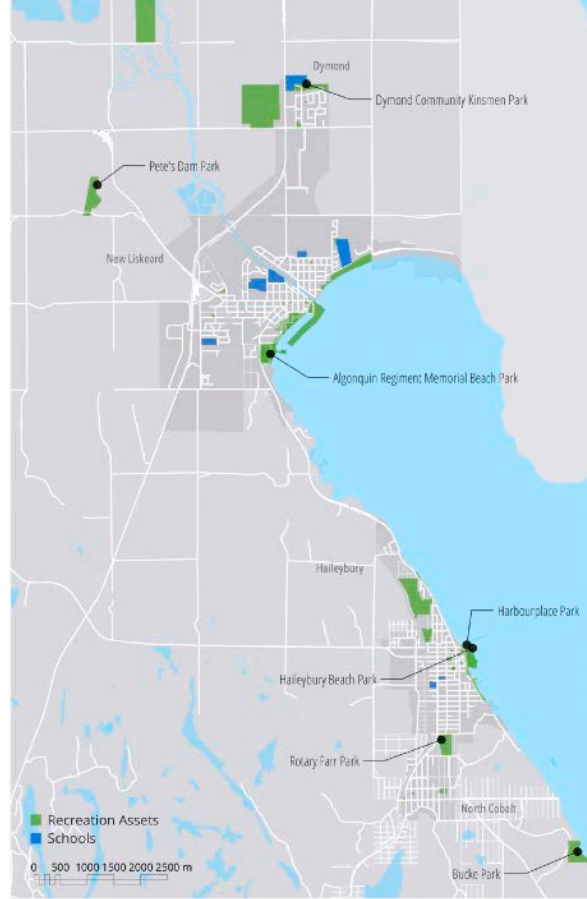 Dymond
Dymond Community Kinsmen Park
Pete's Dam Park
New Liskeard
Algonquin Regiment Memorial Beach Park
Haileybury
Harbourplace Park
Haileybury Beach Park
Rotary Farr Park
North Cobalt
Recreation Assets
Schools
0 500 1000 1500 2000 2500 m
Bucke Park